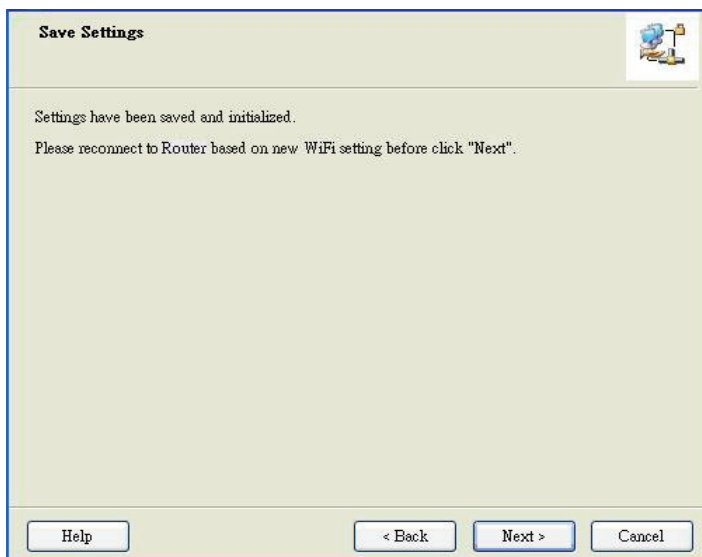 Save Settings
Settings have been saved and initialized.
Please reconnect to Router based on new WiFi setting before click "Next".
Help
< Back
Next >
Cancel